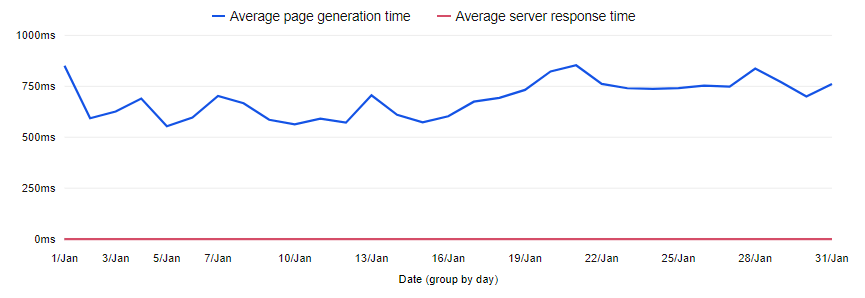 Average page generation time Average server response time
1000ms
750ms
500ms
250ms
0ms
1/Jan 3/Jan 5/Jan 7/Jan 10/Jan 13/Jan 16/Jan 19/Jan 22/Jan 25/Jan 28/Jan 31/Jan
Date (group by day)